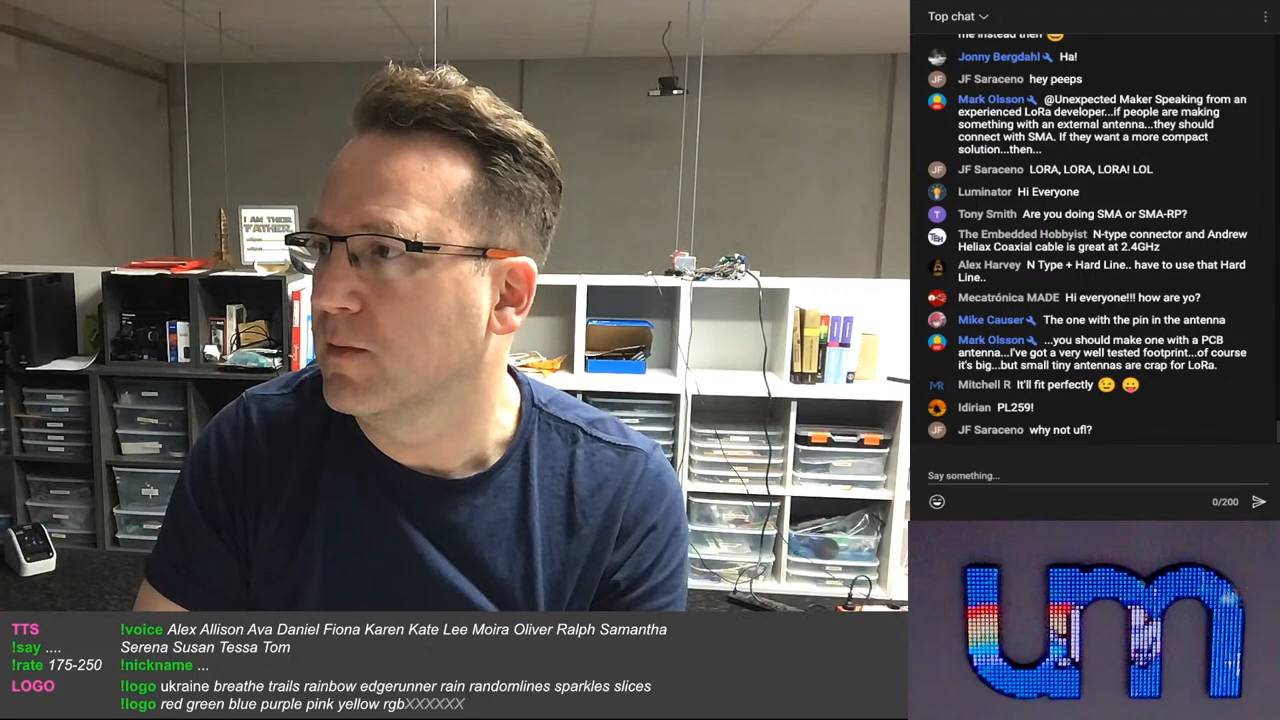 Top chat
me instead then
Jonny Bergdahl Ha!
JF JF Saraceno hey peeps
Mark Olsson @Unexpected Maker Speaking from an
experienced LoRa developer...if people are making
something with an external antenna...they should
connect with SMA. If they want a more compact
solution...then...
JF JF Saraceno LORA, LORA, LORA! LOL
Luminator Hi Everyone
T Tony Smith Are you doing SMA or SMA-RP?
TEH The Embedded Hobbyist N-type connector and Andrew
Heliax Coaxial cable is great at 2.4GHz
Alex Harvey N Type + Hard Line.. have to use that Hard
Line..
Mecatrónica MADE Hi everyone!!! how are yo?
Mike Causer The one with the pin in the antenna
Mark Olsson ...you should make one with a PCB
antenna...I've got a very well tested footprint...of course
it's big...but small tiny antennas are crap for LoRa.
MR Mitchell R It'll fit perfectly
Idirian PL259!
JF JF Saraceno why not ufl?
Say something...
0/200
I AM THEIR
FATHER
um
TTS !voice Alex Allison Ava Daniel Fiona Karen Kate Lee Moira Oliver Ralph Samantha
!say .... Serena Susan Tessa Tom
!rate 175-250 !nickname ...
LOGO !logo ukraine breathe trails rainbow edgerunner rain randomlines sparkles slices
!logo red green blue purple pink yellow rgbXXXXXX